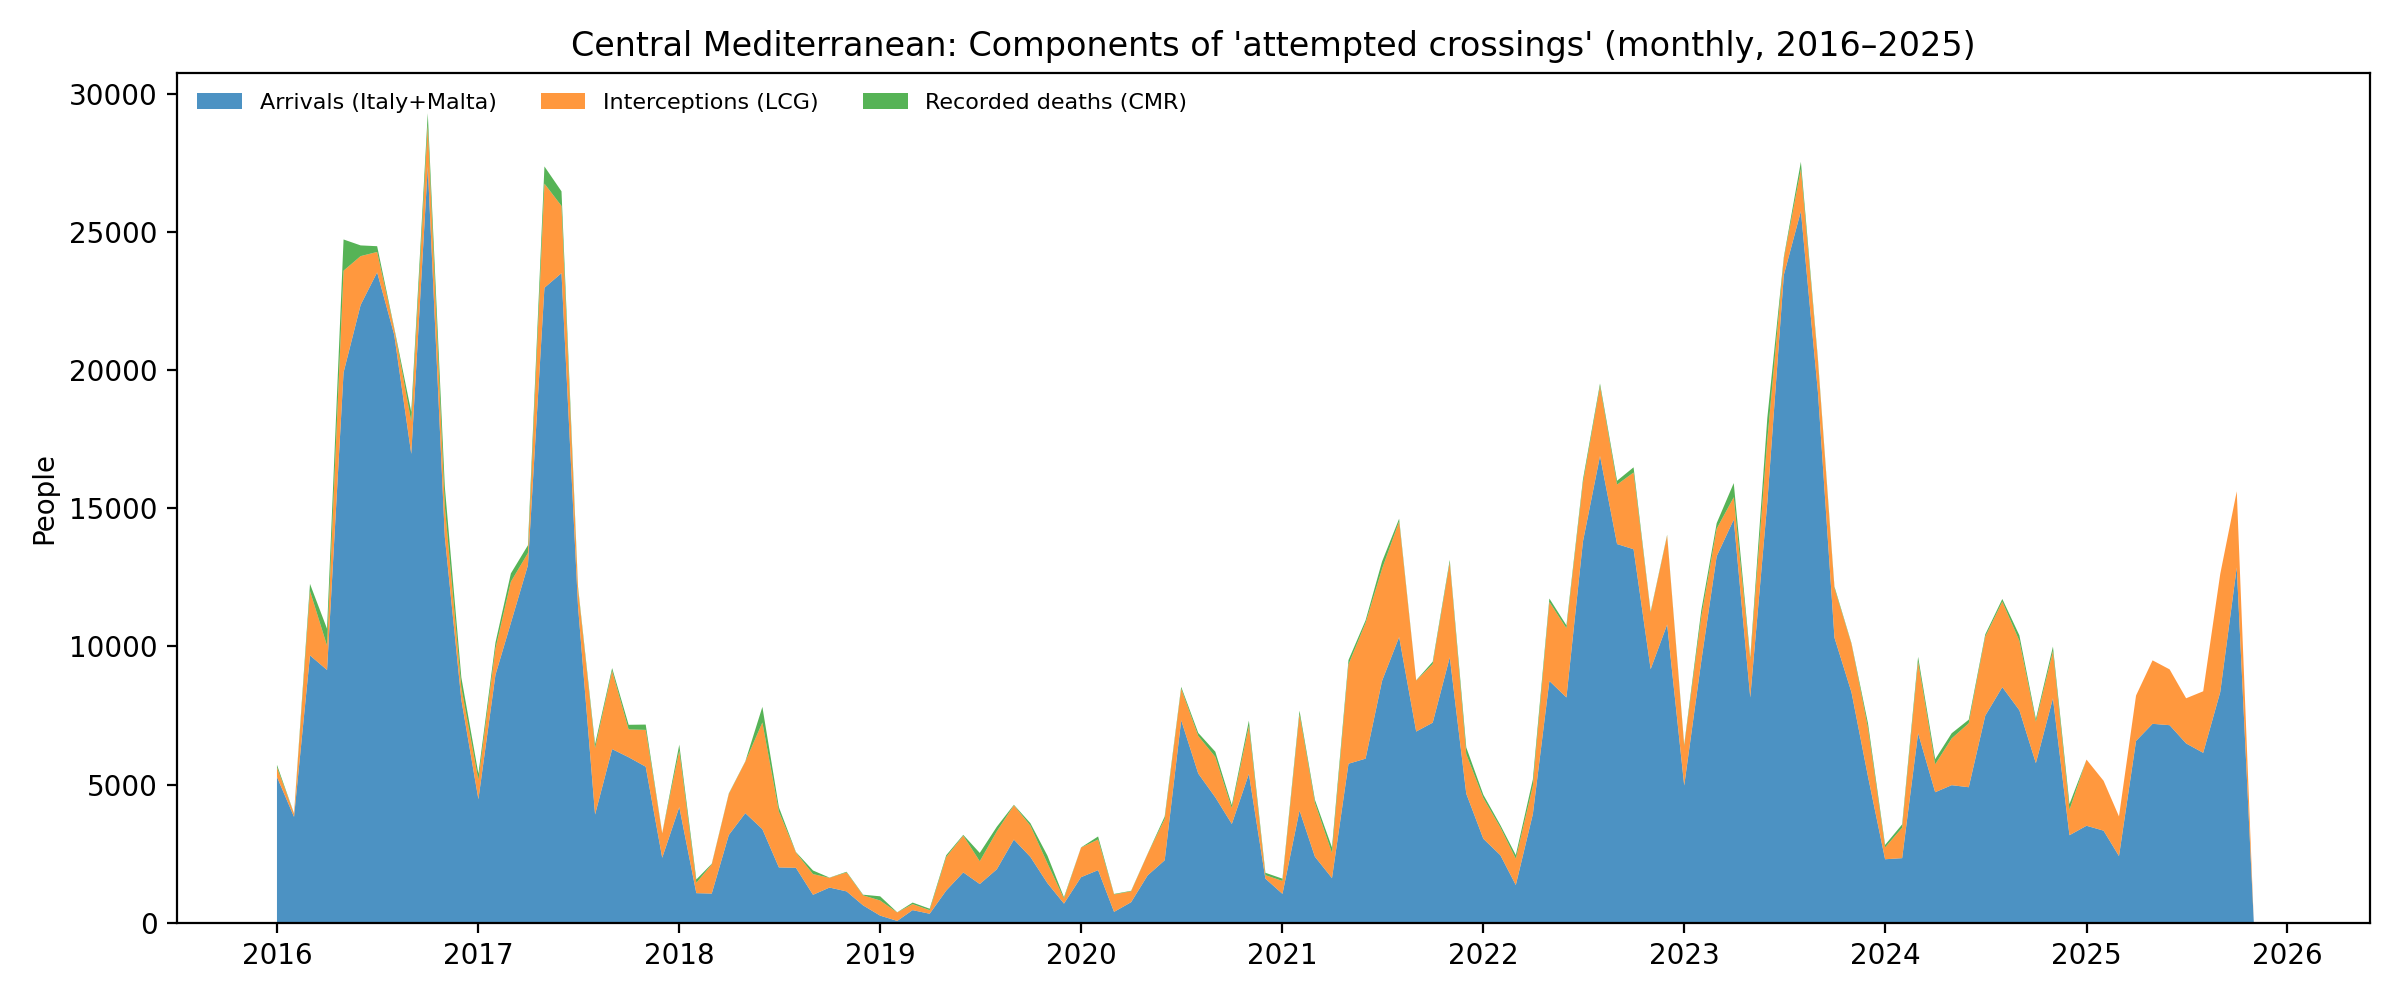 Central Mediterranean: Components of 'attempted crossings' (monthly, 2016–2025)
Arrivals (Italy+Malta) Interceptions (LCG) Recorded deaths (CMR)
People
30000
25000
20000
15000
10000
5000
0
2016 2017 2018 2019 2020 2021 2022 2023 2024 2025 2026